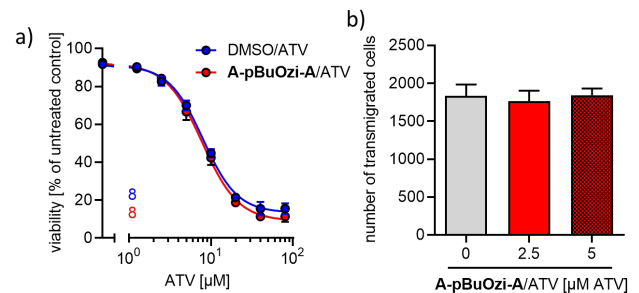 a)
DMSO/ATV
A-pBuOzi-A/ATV
viability [% of untreated control]
100
80
60
40
20
0
8
8
10⁰
10¹
10²
ATV [µM]
b)
number of transmigrated cells
2500
2000
1500
1000
500
0
0
2.5
5
A-pBuOzi-A/ATV [µM ATV]